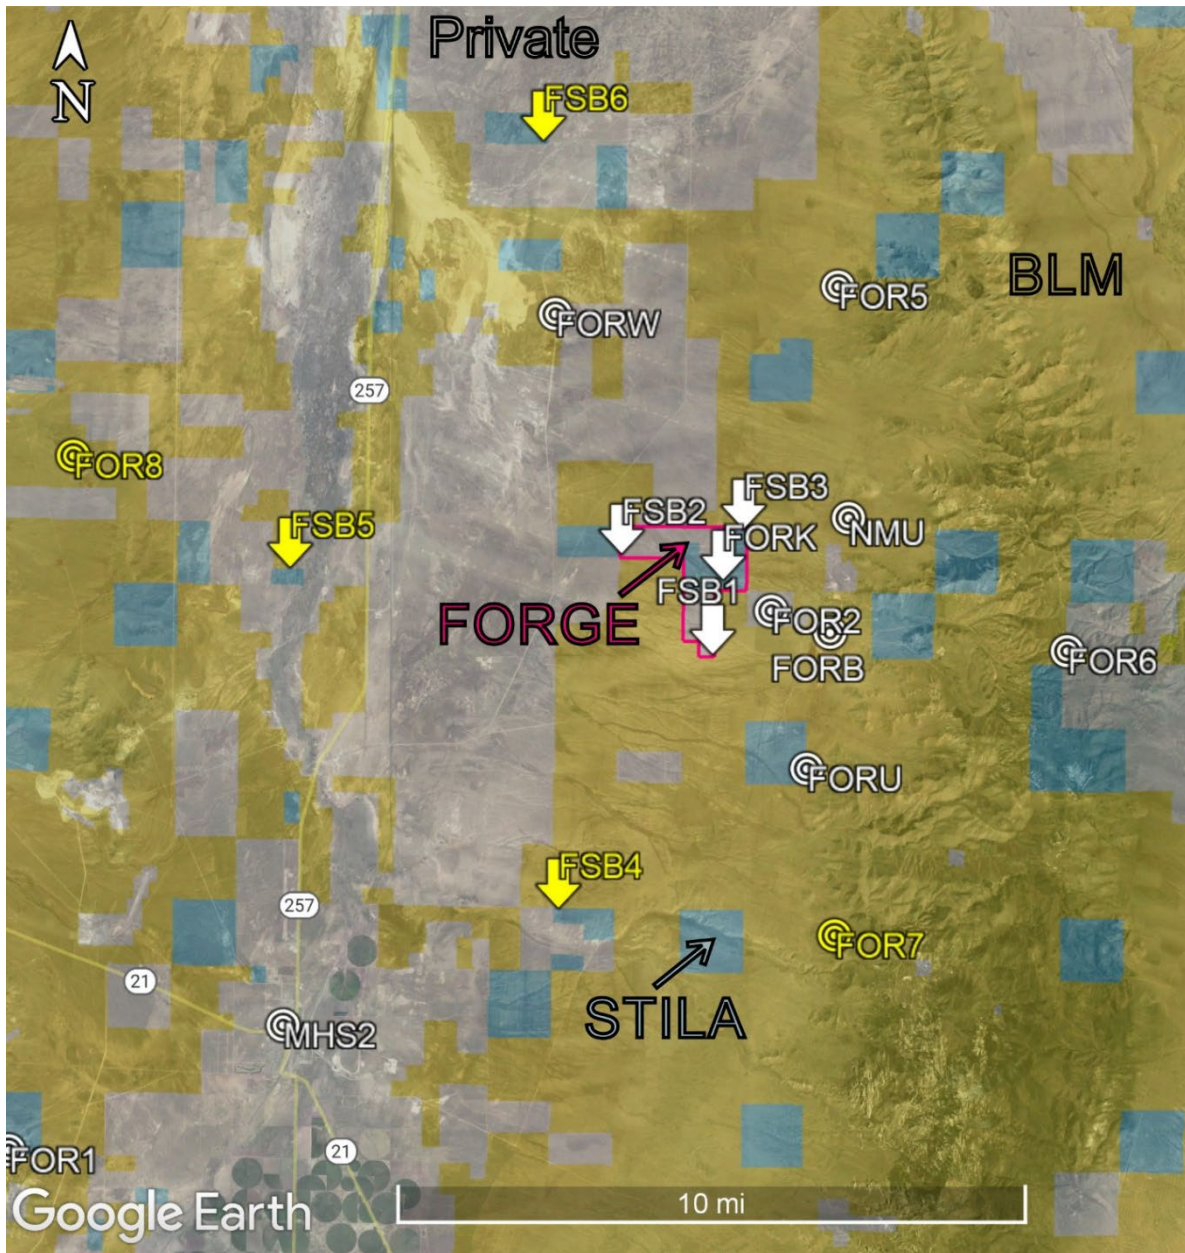 Private
N
FSB6
BLM
FOR5
FORW
257
FOR8
FSB3
FSB2
FSB5
FORK
NMU
FSB1
FORGE
FOR2
FORB
FOR6
FORU
FSB4
257
FOR7
21
STILA
MHS2
21
FOR1
10 mi
Google Earth